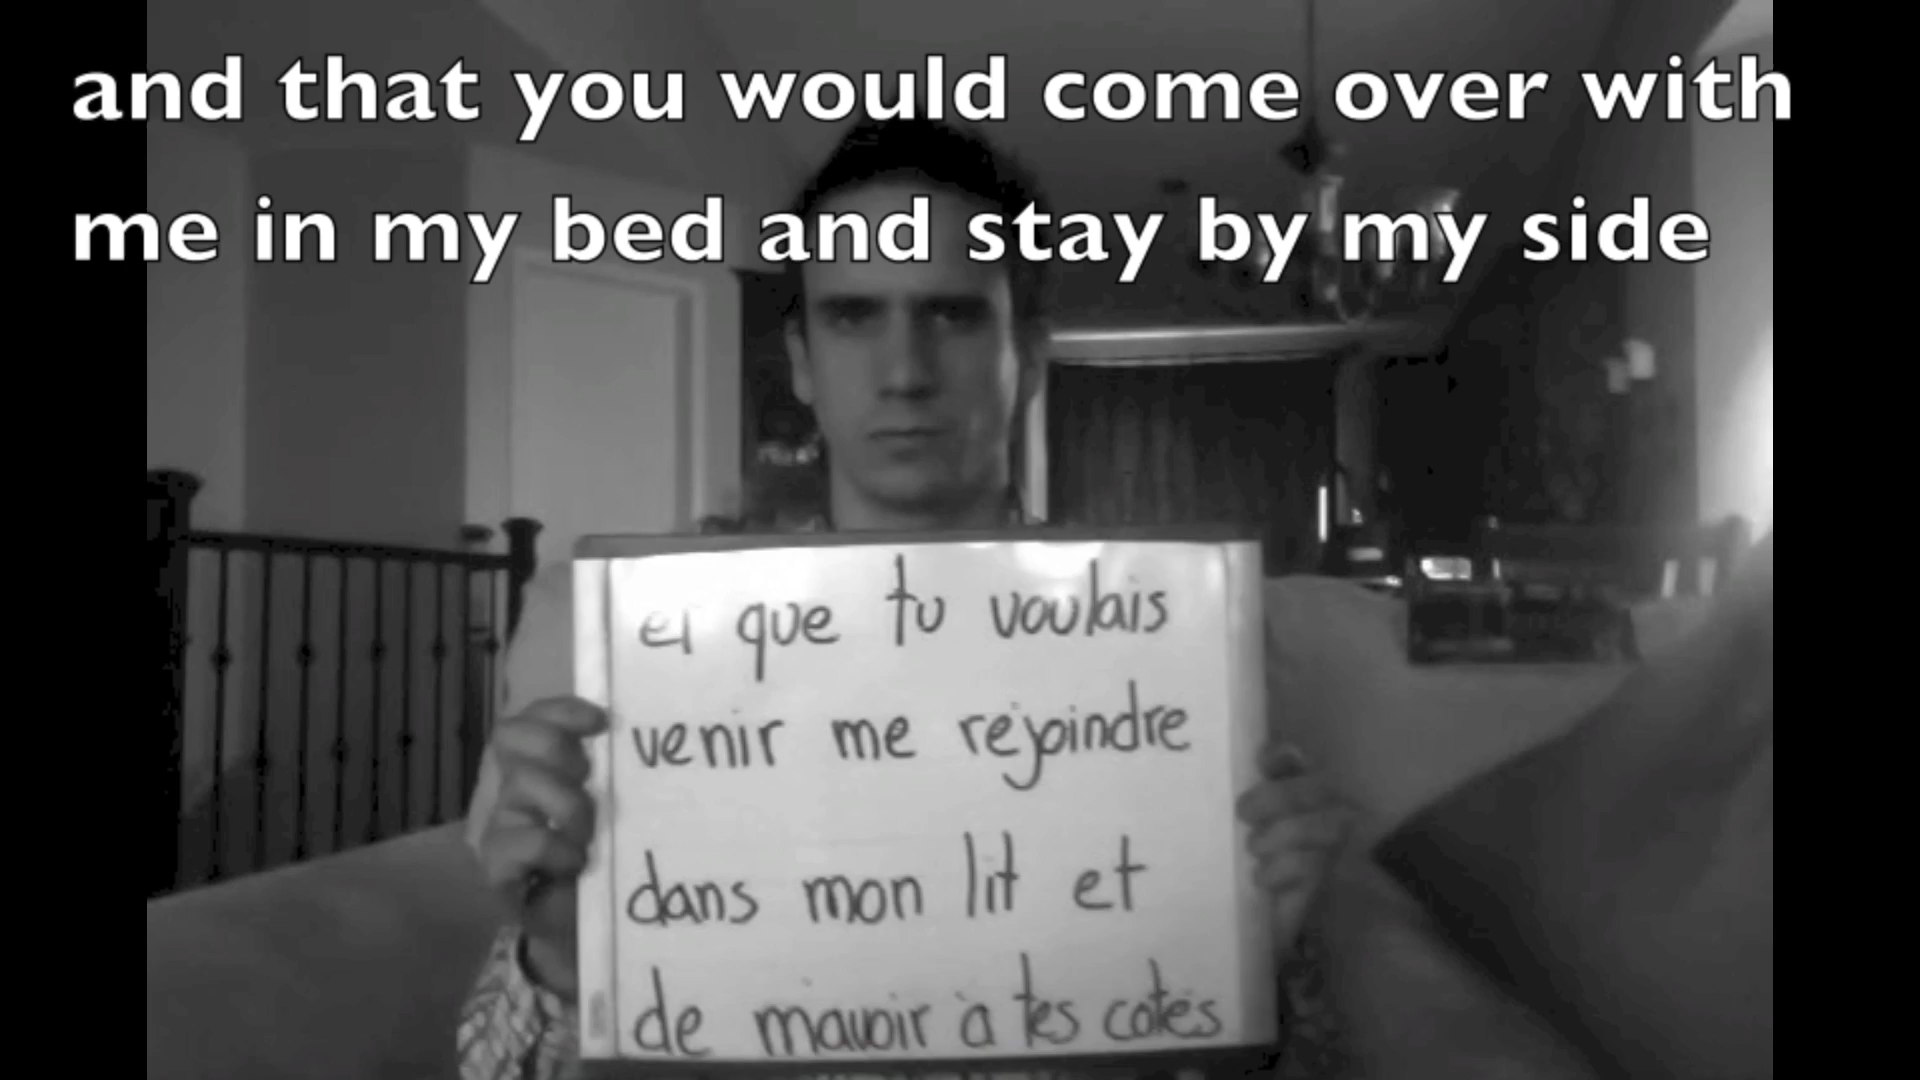 and that you would come over with
me in my bed and stay by my side
et que tu voulais
venir me rejoindre
dans mon lit et
de m'avoir à tes cotés